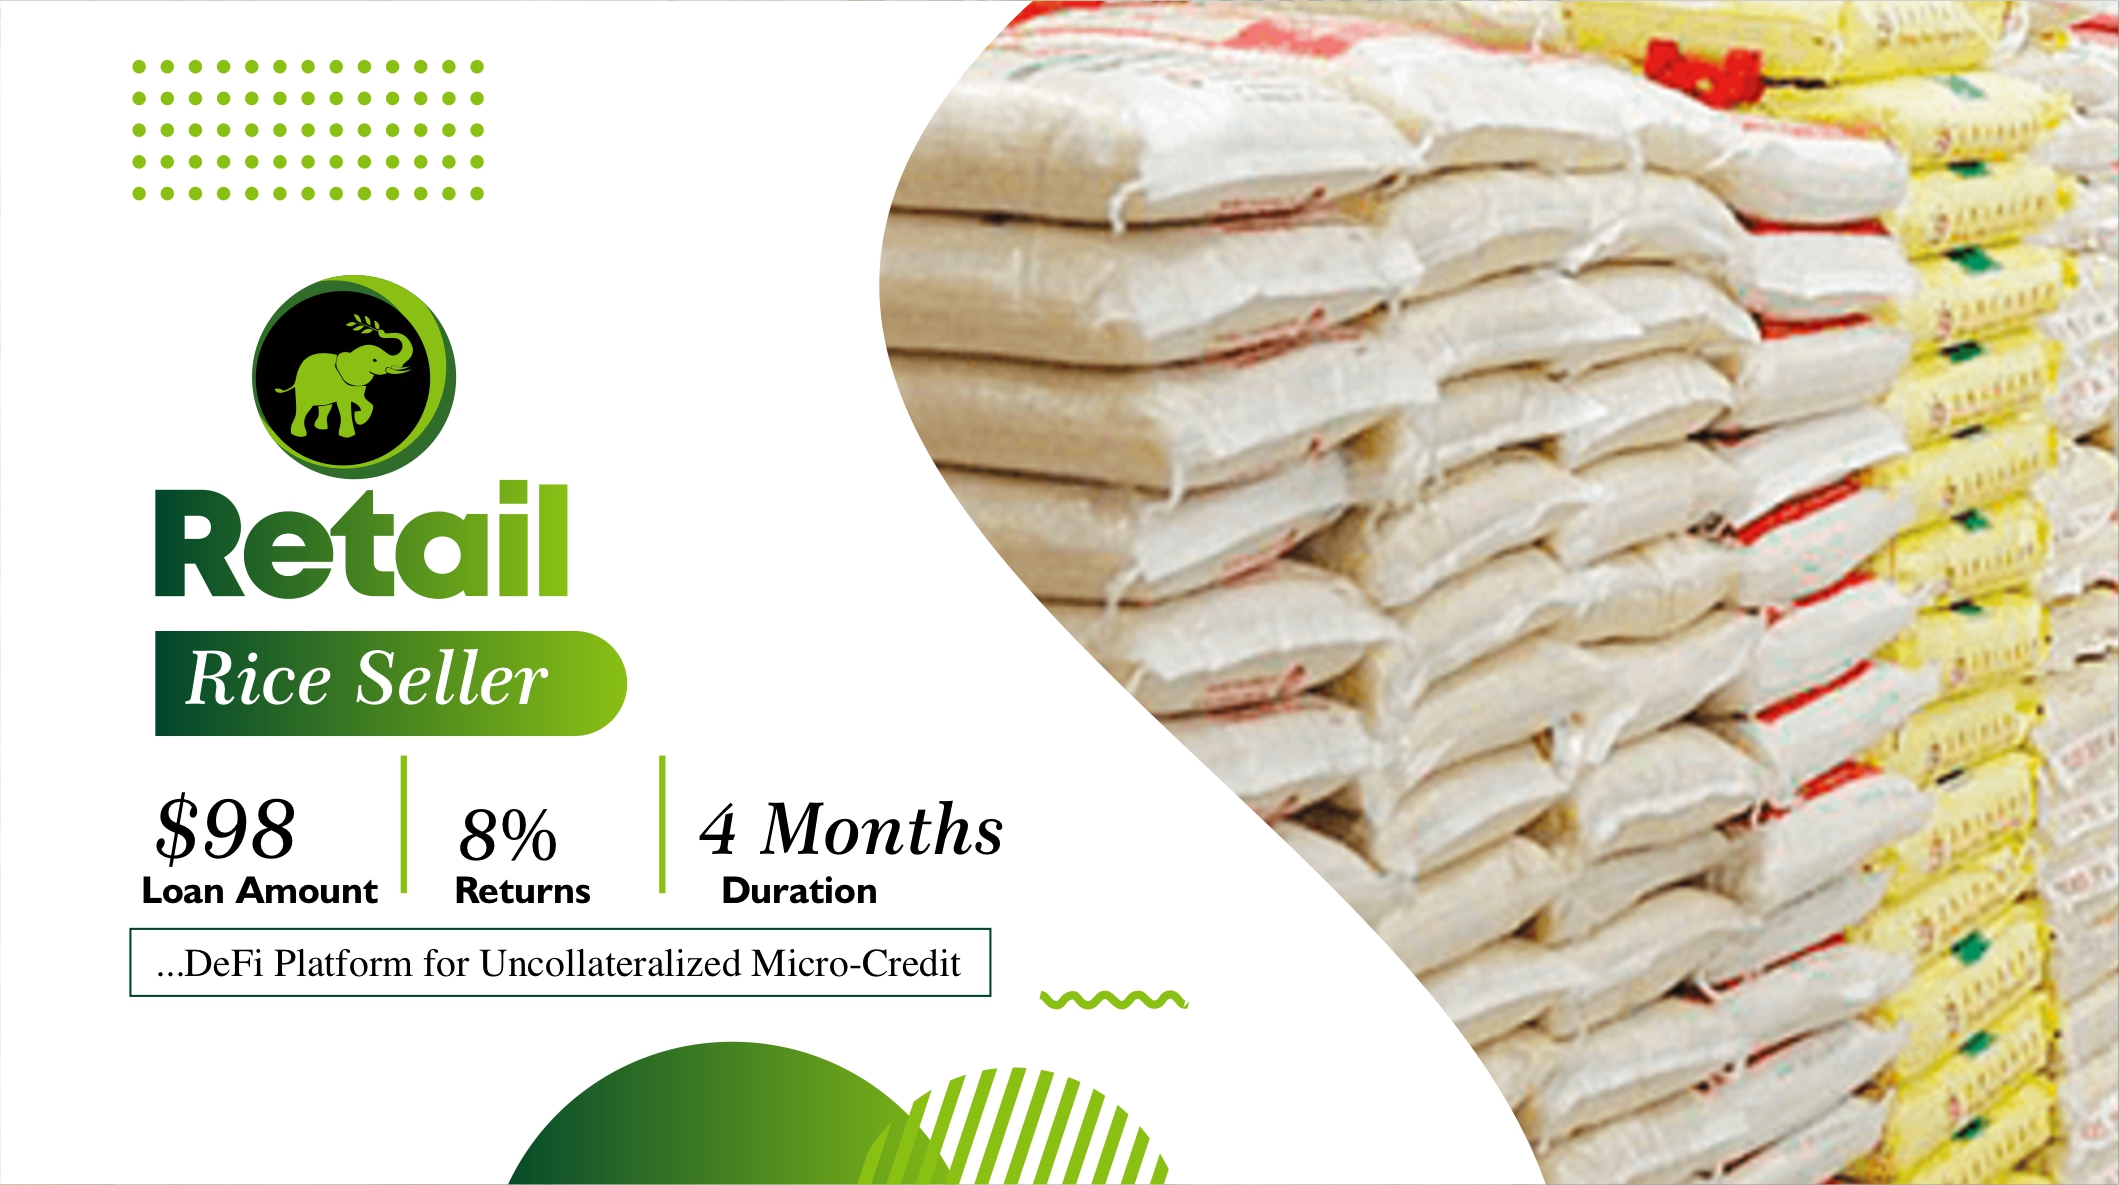 Retail
Rice Seller
$98
Loan Amount
8%
Returns
4 Months
Duration
...DeFi Platform for Uncollateralized Micro-Credit